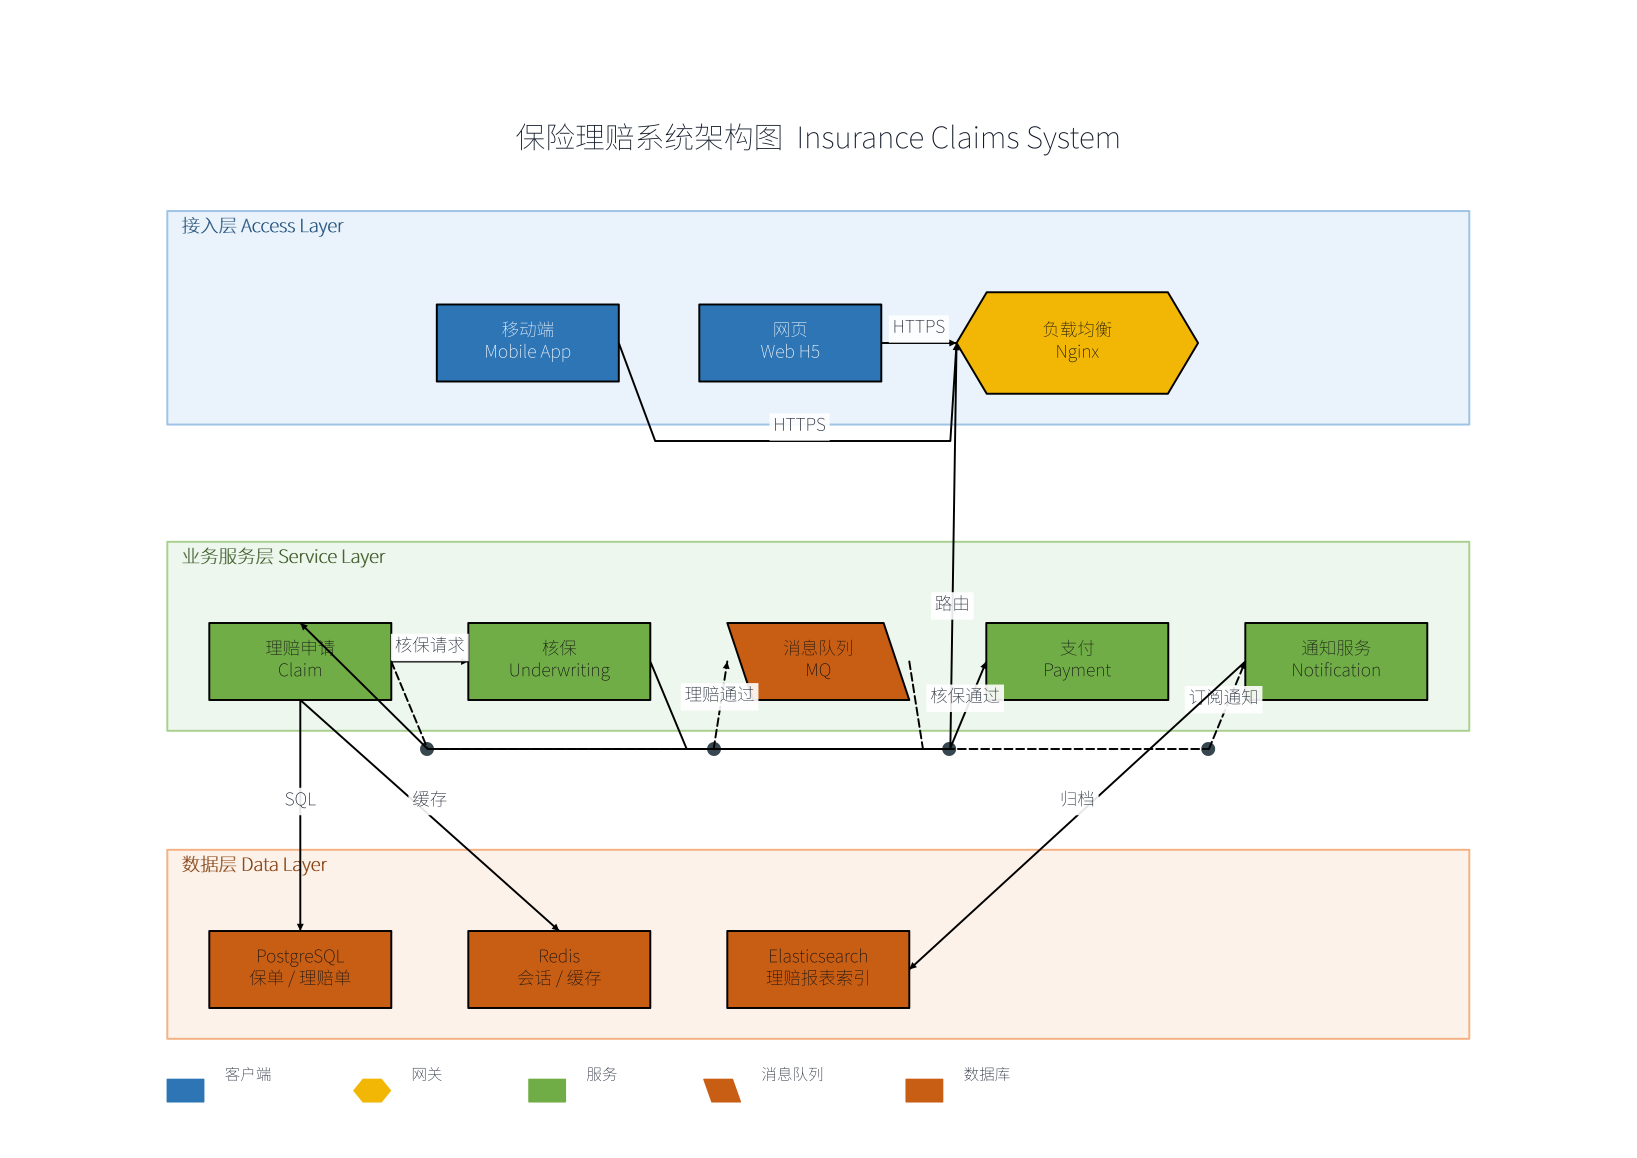 保险理赔系统架构图 Insurance Claims System
接入层 Access Layer
移动端
Mobile App
网页
Web H5
HTTPS
负载均衡
Nginx
HTTPS
业务服务层 Service Layer
路由
理赔申请
Claim
核保请求
核保
Underwriting
理赔通过
消息队列
MQ
核保通过
支付
Payment
订阅通知
通知服务
Notification
SQL
缓存
归档
数据层 Data Layer
PostgreSQL
保单 / 理赔单
Redis
会话 / 缓存
Elasticsearch
理赔报表索引
客户端
网关
服务
消息队列
数据库